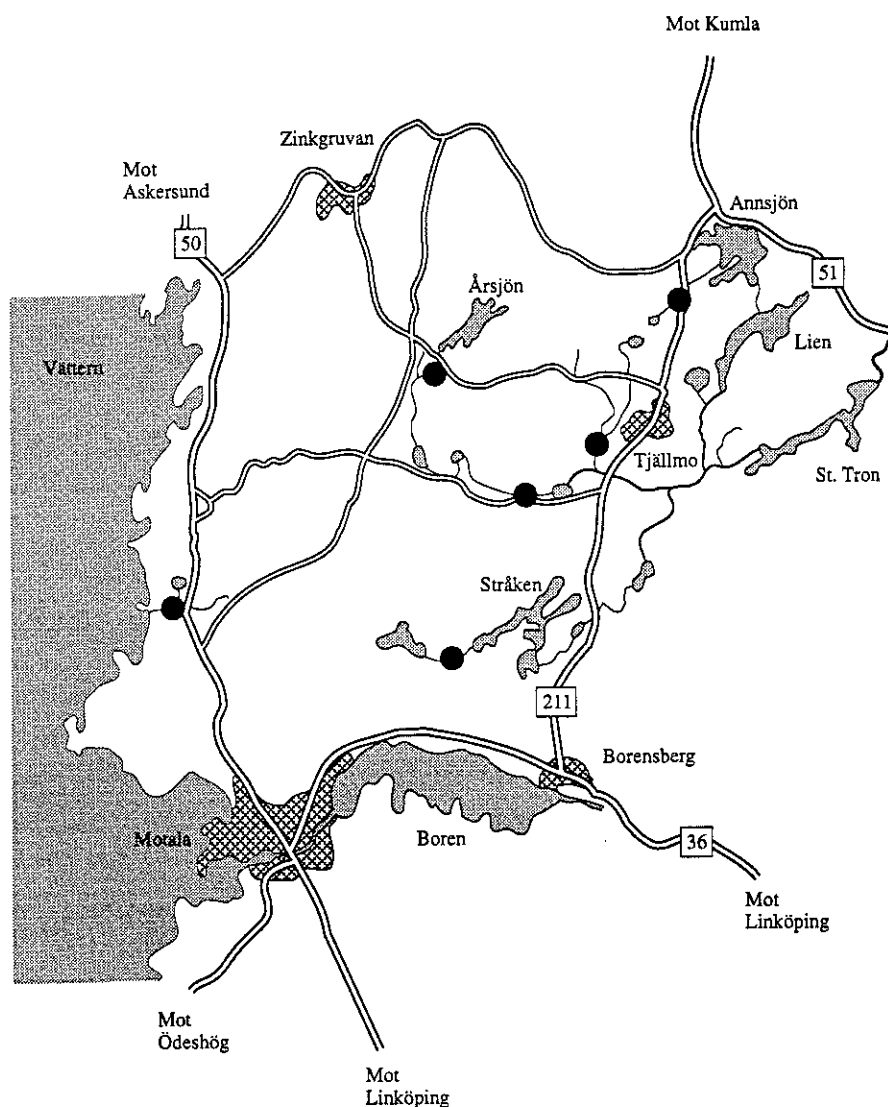 Mot Kumla
Zinkgruvan
Mot
Askersund
Annsjön
50
51
Årsjön
Vättern
Lien
Tjällmo
St. Tron
Stråken
211
Borensberg
Motala
Boren
36
Mot
Linköping
Mot
Ödeshög
Mot
Linköping